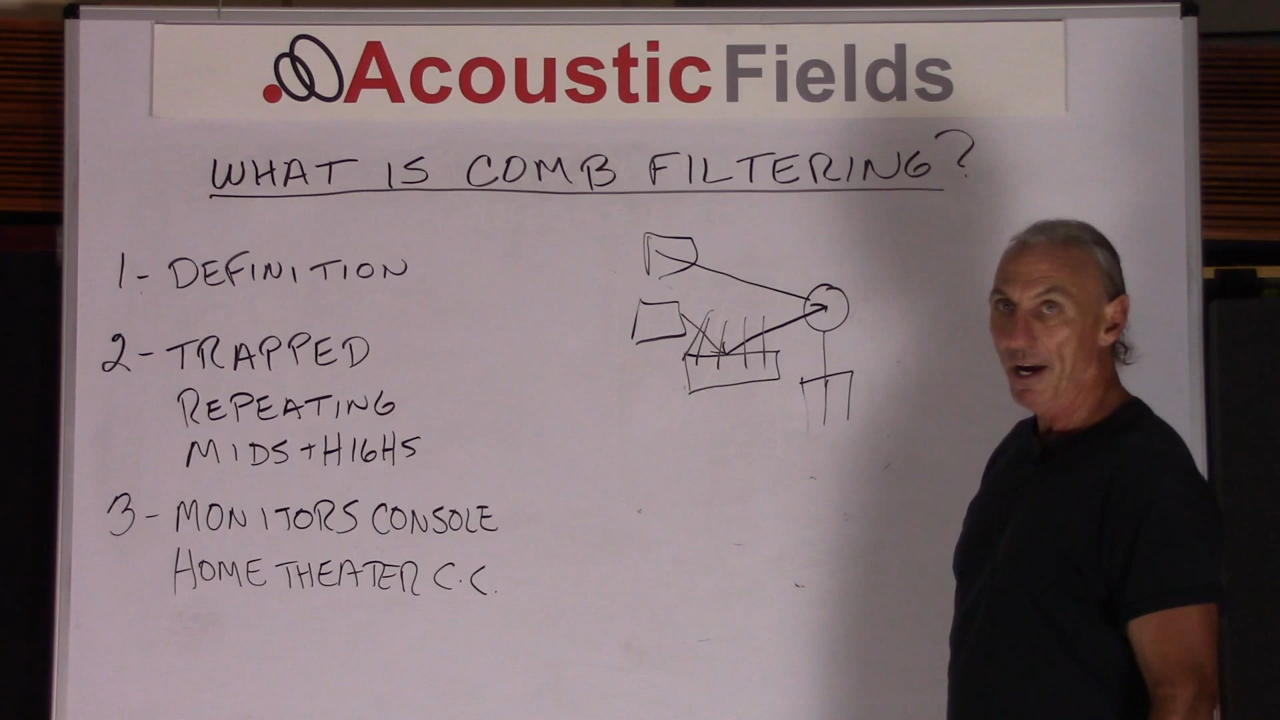 AcousticFields
WHAT IS COMB FILTERING?
1- DEFINITION
2- TRAPPED
REPEATING
MIDS+HIGHS
3- MONITORS CONSOLE
HOME THEATER C.C.